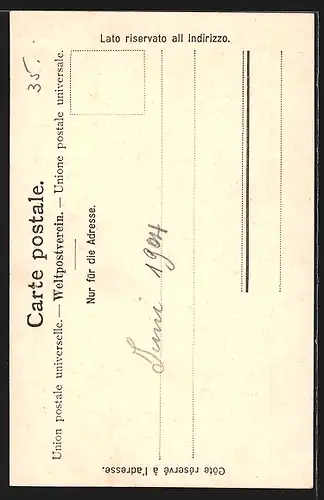 Carte postale.
Union postale universelle. — Weltpostverein. — Unione postale universale.
Nur für die Adresse.
Côté réservé à l'adresse.
Lato riservato all Indirizzo.
35.
Juni 1904